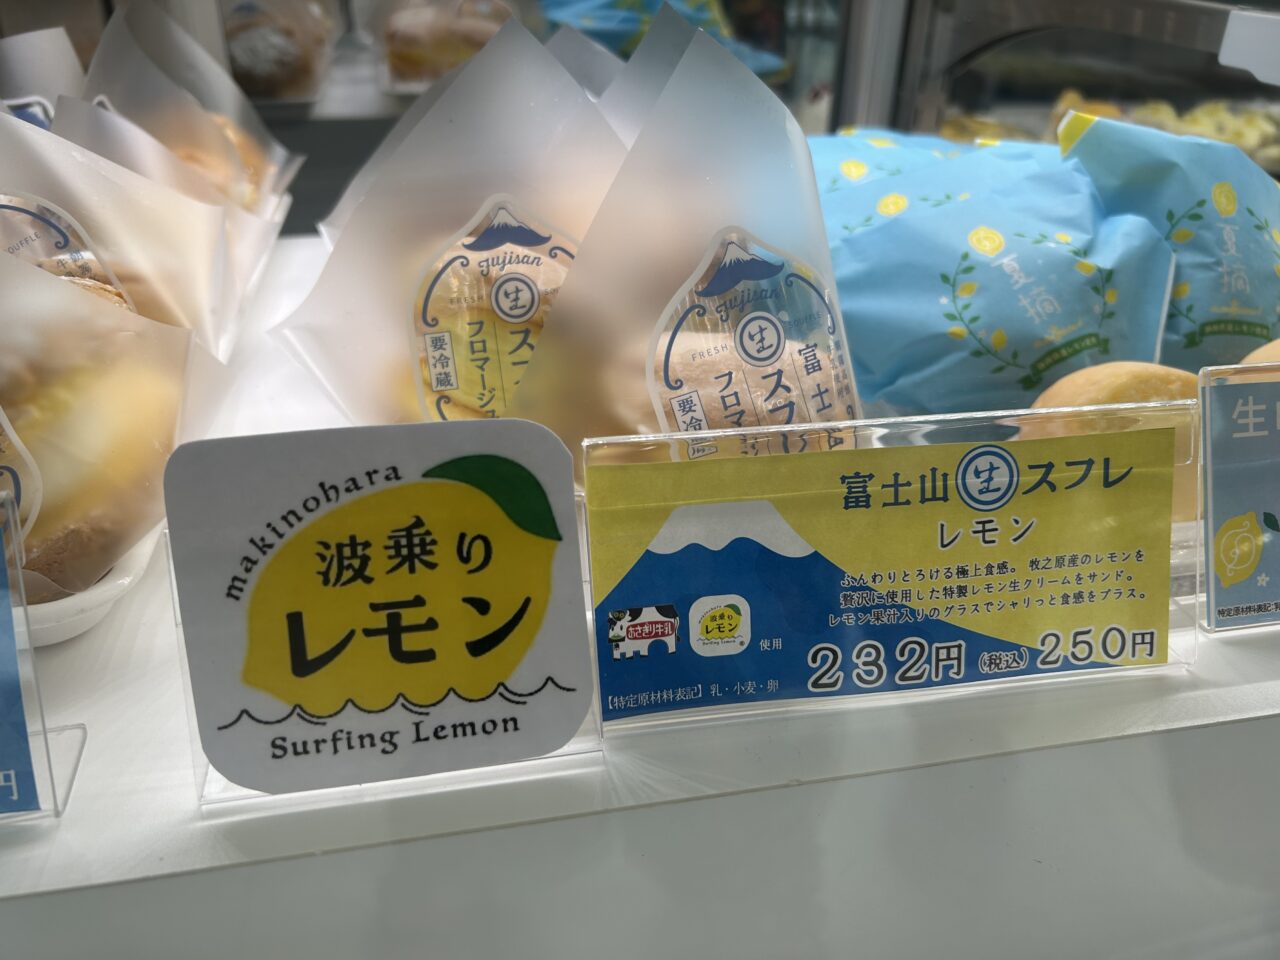 makinohara
波乗り
レモン
Surfing Lemon
富士山 生 スフレ
レモン
ふんわりとろける極上食感。牧之原産のレモンを
贅沢に使用した特製レモン生クリームをサンド。
レモン果汁入りのグラスでシャリっと食感をプラス。
あさぎり牛乳
波乗り
レモン
Surfing Lemon
使用
232円 (税込) 250円
【特定原材料表記】乳・小麦・卵
Fujisan
FRESH
生
ス
フロマージュ
要冷蔵
Fujisan
FRESH 生 SOUFFLE
富士
スフ
フロマージ
要冷
夏摘
夏摘
生
特定原材料表記:乳
円
SOUFFLE